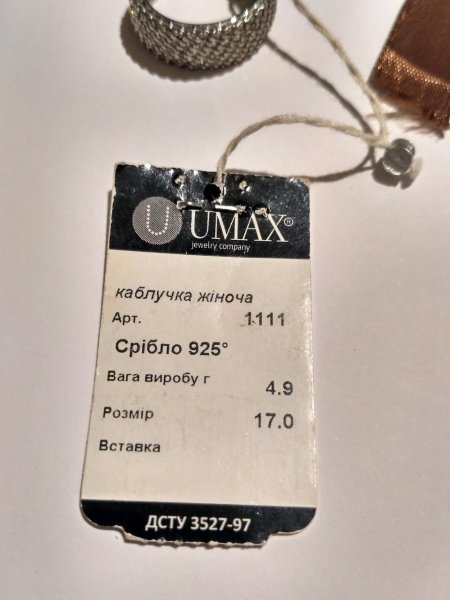 U UMAX®
jewelry company
каблучка жіноча
Арт. 1111
Срібло 925°
Вага виробу г 4.9
Розмір 17.0
Вставка
ДСТУ 3527-97